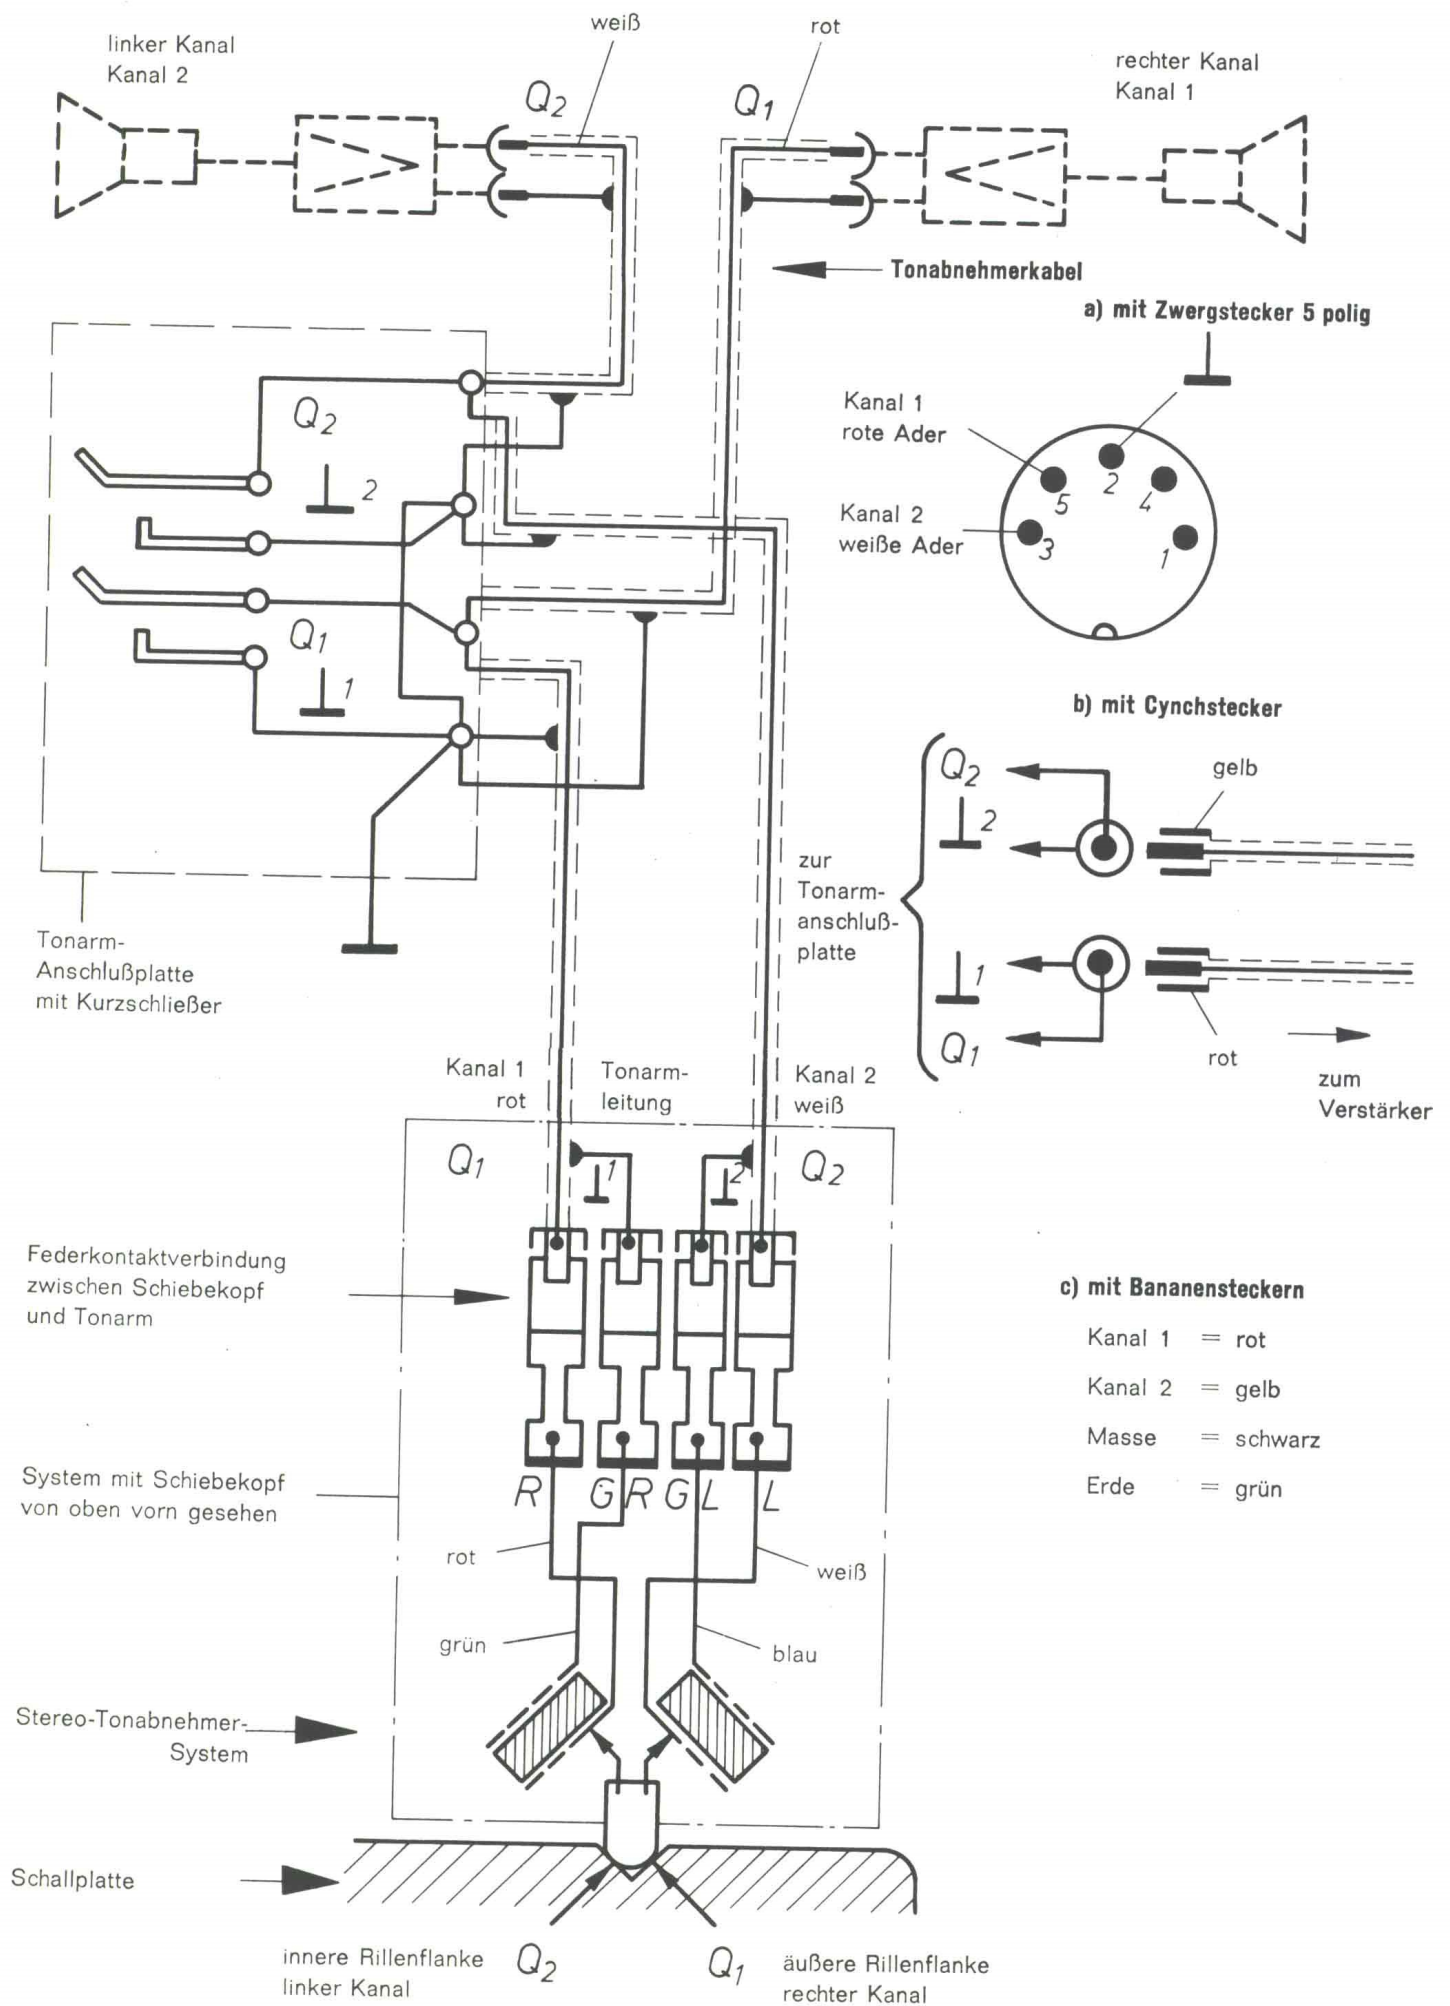 weiß
rot
linker Kanal
Kanal 2
rechter Kanal
Kanal 1
Q2
Q1
Tonabnehmerkabel
a) mit Zwergstecker 5 polig
Q2
2
Q1
1
Kanal 1
rote Ader
Kanal 2
weiße Ader
5
2
4
3
1
b) mit Cynchstecker
Q2
2
gelb
zur
Tonarm-
anschluß-
platte
1
Q1
rot
zum
Verstärker
Tonarm-
Anschlußplatte
mit Kurzschließer
Kanal 1
rot
Tonarm-
leitung
Kanal 2
weiß
Q1
1
2
Q2
Federkontaktverbindung
zwischen Schiebekopf
und Tonarm
c) mit Bananensteckern
Kanal 1 = rot
Kanal 2 = gelb
Masse = schwarz
Erde = grün
System mit Schiebekopf
von oben vorn gesehen
R GR GL L
rot
weiß
grün
blau
Stereo-Tonabnehmer-
System
Schallplatte
innere Rillenflanke
linker Kanal
Q2
Q1
äußere Rillenflanke
rechter Kanal